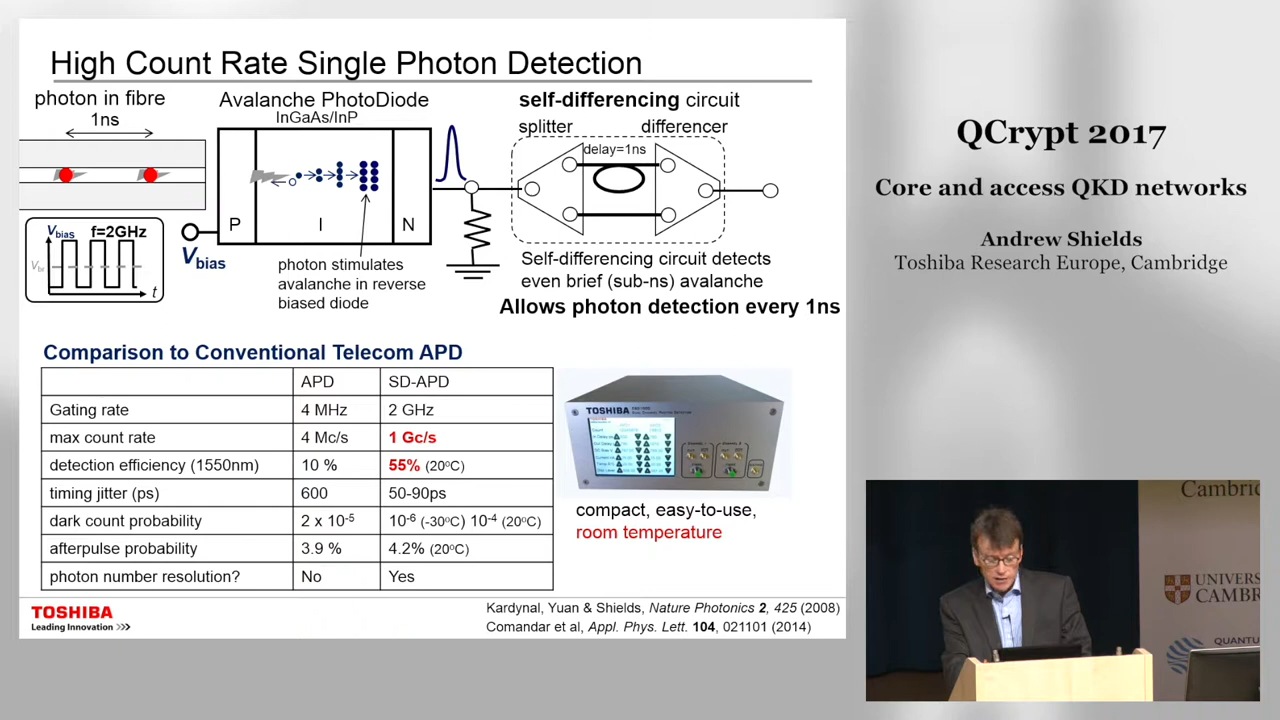 High Count Rate Single Photon Detection
photon in fibre
1ns
Avalanche PhotoDiode
InGaAs/InP
self-differencing circuit
splitter
differencer
delay=1ns
P
I
N
Vbias
f=2GHz
t
Vbias
photon stimulates
avalanche in reverse
biased diode
Self-differencing circuit detects
even brief (sub-ns) avalanche
Allows photon detection every 1ns
Comparison to Conventional Telecom APD
APD SD-APD
Gating rate 4 MHz 2 GHz
max count rate 4 Mc/s 1 Gc/s
detection efficiency (1550nm) 10 % 55% (20°C)
timing jitter (ps) 600 50-90ps
dark count probability 2 x 10⁻⁵ 10⁻⁶ (-30°C) 10⁻⁴ (20°C)
afterpulse probability 3.9 % 4.2% (20°C)
photon number resolution? No Yes
TOSHIBA
compact, easy-to-use,
room temperature
TOSHIBA
Leading Innovation >>>
Kardynal, Yuan & Shields, Nature Photonics 2, 425 (2008)
Comandar et al, Appl. Phys. Lett. 104, 021101 (2014)
QCrypt 2017
Core and access QKD networks
Andrew Shields
Toshiba Research Europe, Cambridge